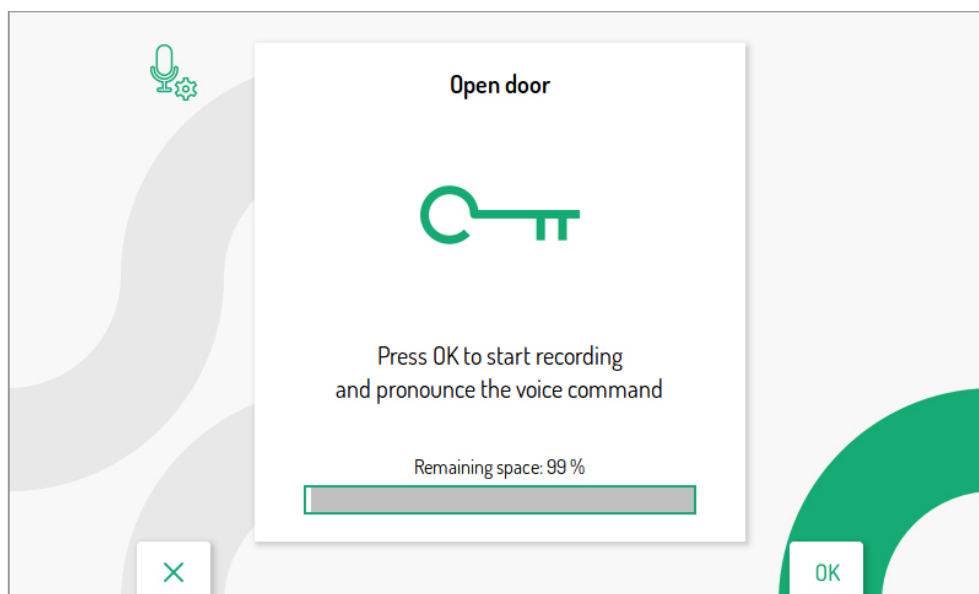 Open door
Press OK to start recording
and pronounce the voice command
Remaining space: 99 %
OK